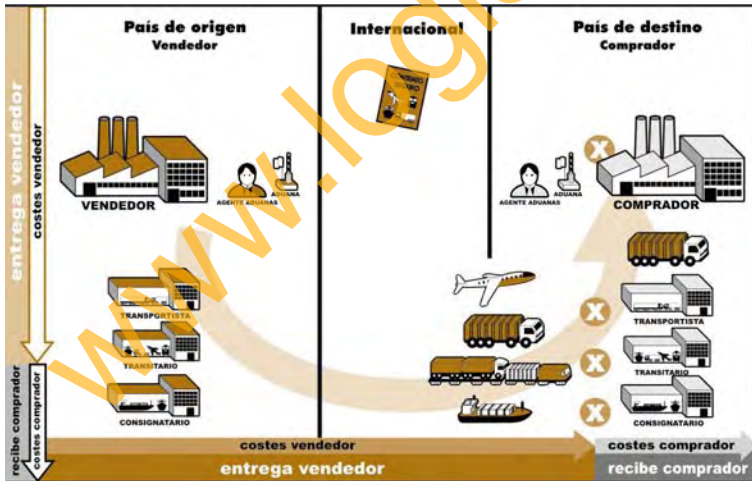 País de origen
Vendedor
Internacional
País de destino
Comprador
entrega vendedor
costes vendedor
recibe comprador
costes comprador
VENDEDOR
AGENTE ADUANAS
ADUANA
TRANSPORTISTA
TRANSITARIO
CONSIGNATARIO
X
AGENTE ADUANAS
ADUANA
COMPRADOR
X
TRANSPORTISTA
X
TRANSITARIO
X
CONSIGNATARIO
costes vendedor
costes comprador
entrega vendedor
recibe comprador